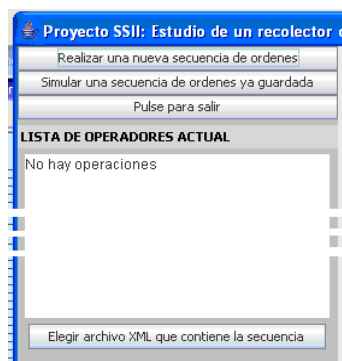 Proyecto SSII: Estudio de un recolector
Realizar una nueva secuencia de ordenes
Simular una secuencia de ordenes ya guardada
Pulse para salir
LISTA DE OPERADORES ACTUAL
No hay operaciones
Elegir archivo XML que contiene la secuencia